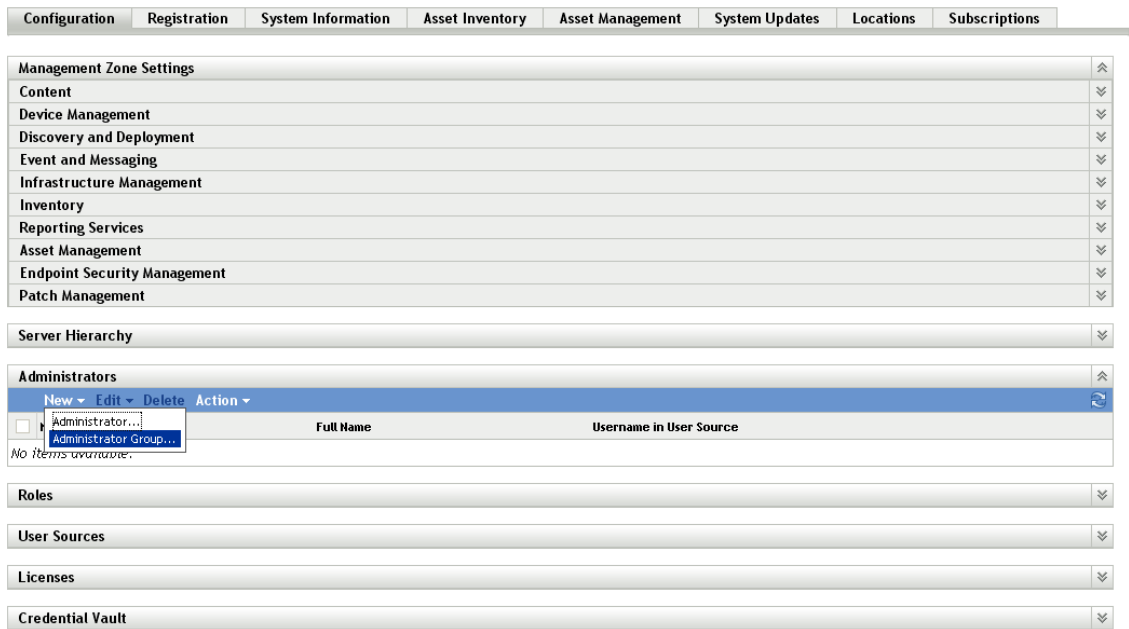 Configuration Registration System Information Asset Inventory Asset Management System Updates Locations Subscriptions
Management Zone Settings
Content
Device Management
Discovery and Deployment
Event and Messaging
Infrastructure Management
Inventory
Reporting Services
Asset Management
Endpoint Security Management
Patch Management
Server Hierarchy
Administrators
New Edit Delete Action
Administrator...
Full Name Username in User Source
Administrator Group...
No items available.
Roles
User Sources
Licenses
Credential Vault